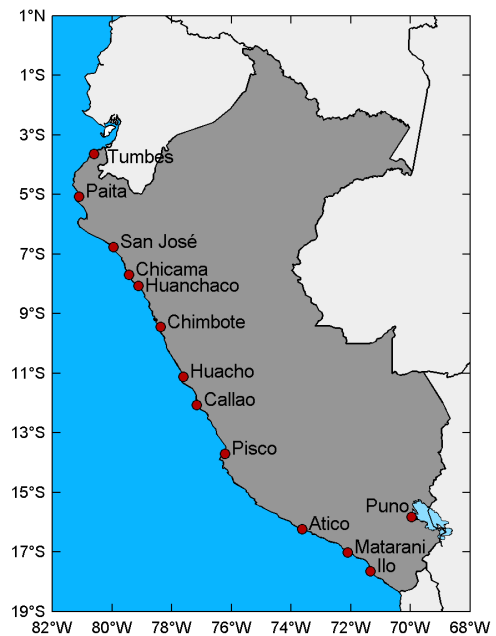 1°N
1°S
3°S
Tumbes
5°S
Paita
7°S
San José
Chicama
Huanchaco
9°S
Chimbote
11°S
Huacho
Callao
13°S
Pisco
15°S
Puno
Atico
17°S
Matarani
Ilo
19°S
82°W 80°W 78°W 76°W 74°W 72°W 70°W 68°W